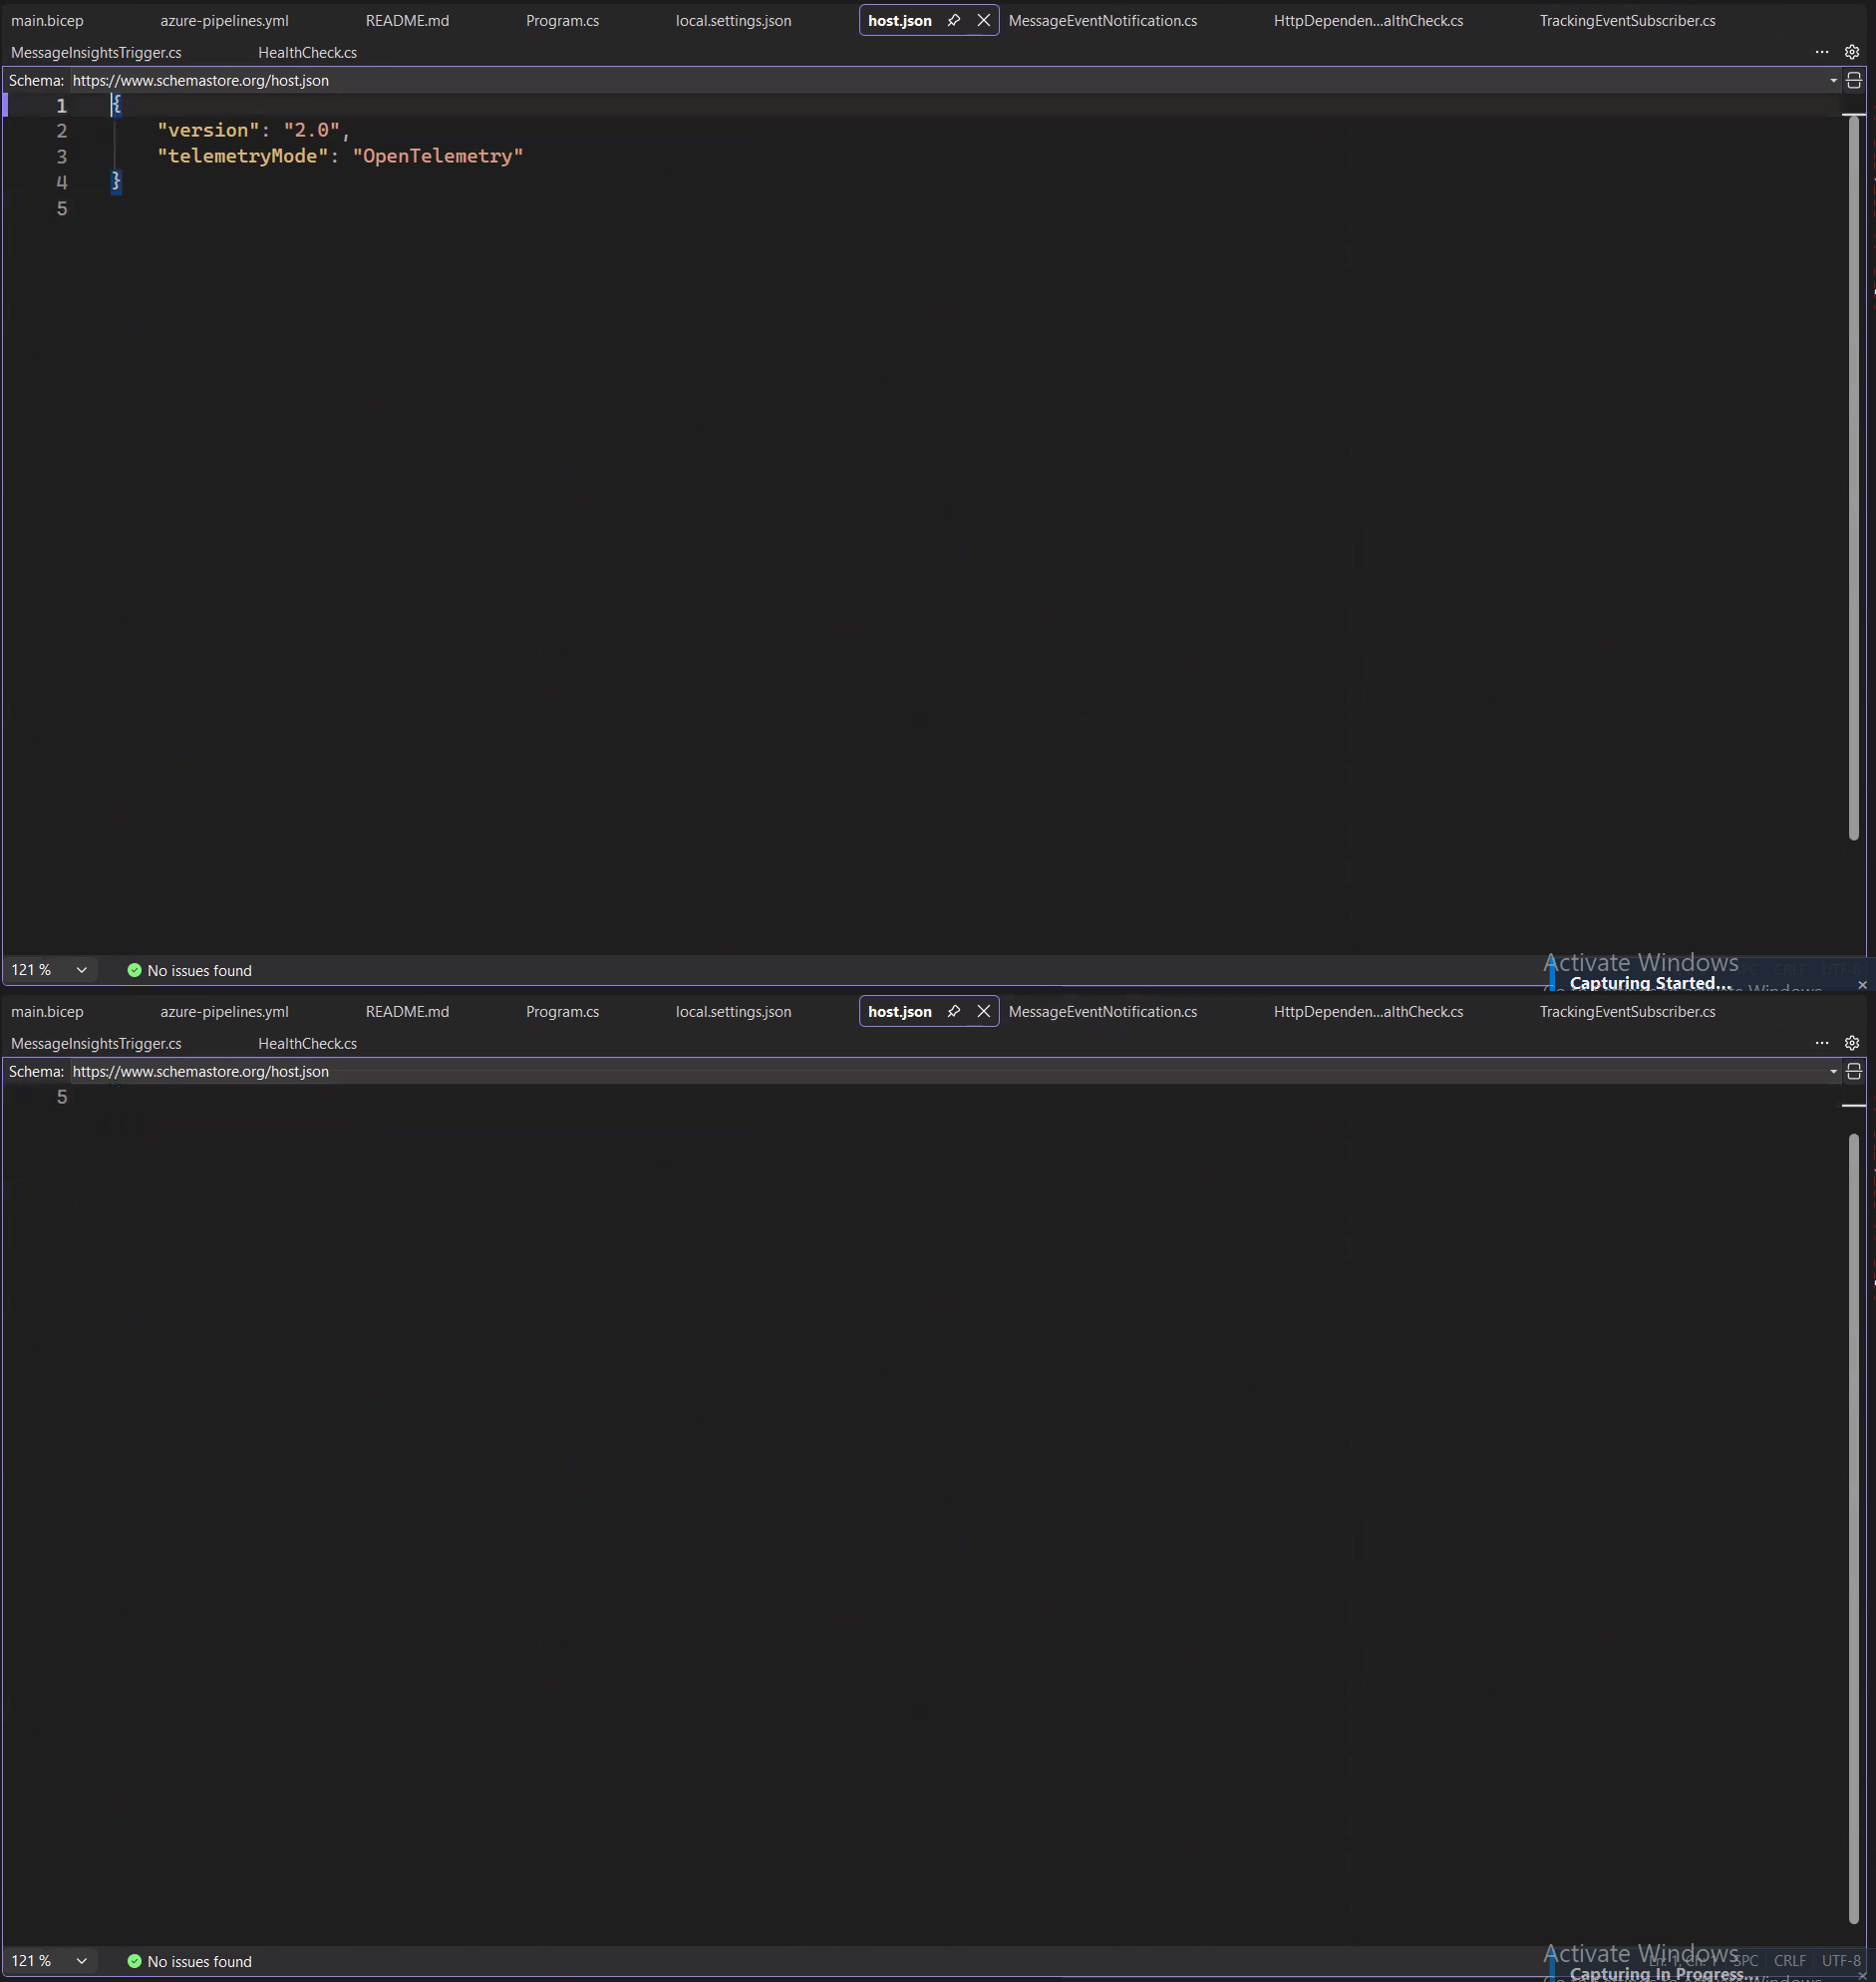 main.bicep azure-pipelines.yml README.md Program.cs local.settings.json host.json MessageEventNotification.cs HttpDependen...althCheck.cs TrackingEventSubscriber.cs
MessageInsightsTrigger.cs HealthCheck.cs
Schema: https://www.schemastore.org/host.json
1 {
2 "version": "2.0",
3 "telemetryMode": "OpenTelemetry"
4 }
5
121 % No issues found
Activate Windows
Capturing Started...
main.bicep azure-pipelines.yml README.md Program.cs local.settings.json host.json MessageEventNotification.cs HttpDependen...althCheck.cs TrackingEventSubscriber.cs
MessageInsightsTrigger.cs HealthCheck.cs
Schema: https://www.schemastore.org/host.json
5
121 % No issues found Ln: 1, Ch: 1 SPC CRLF UTF-8
Activate Windows
Capturing In Progress...